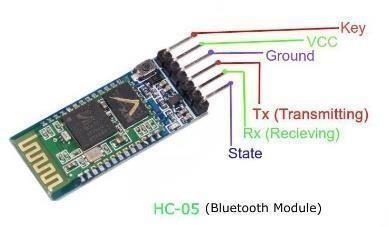 Key
VCC
Ground
Tx (Transmitting)
Rx (Recieving)
State
HC-05 (Bluetooth Module)